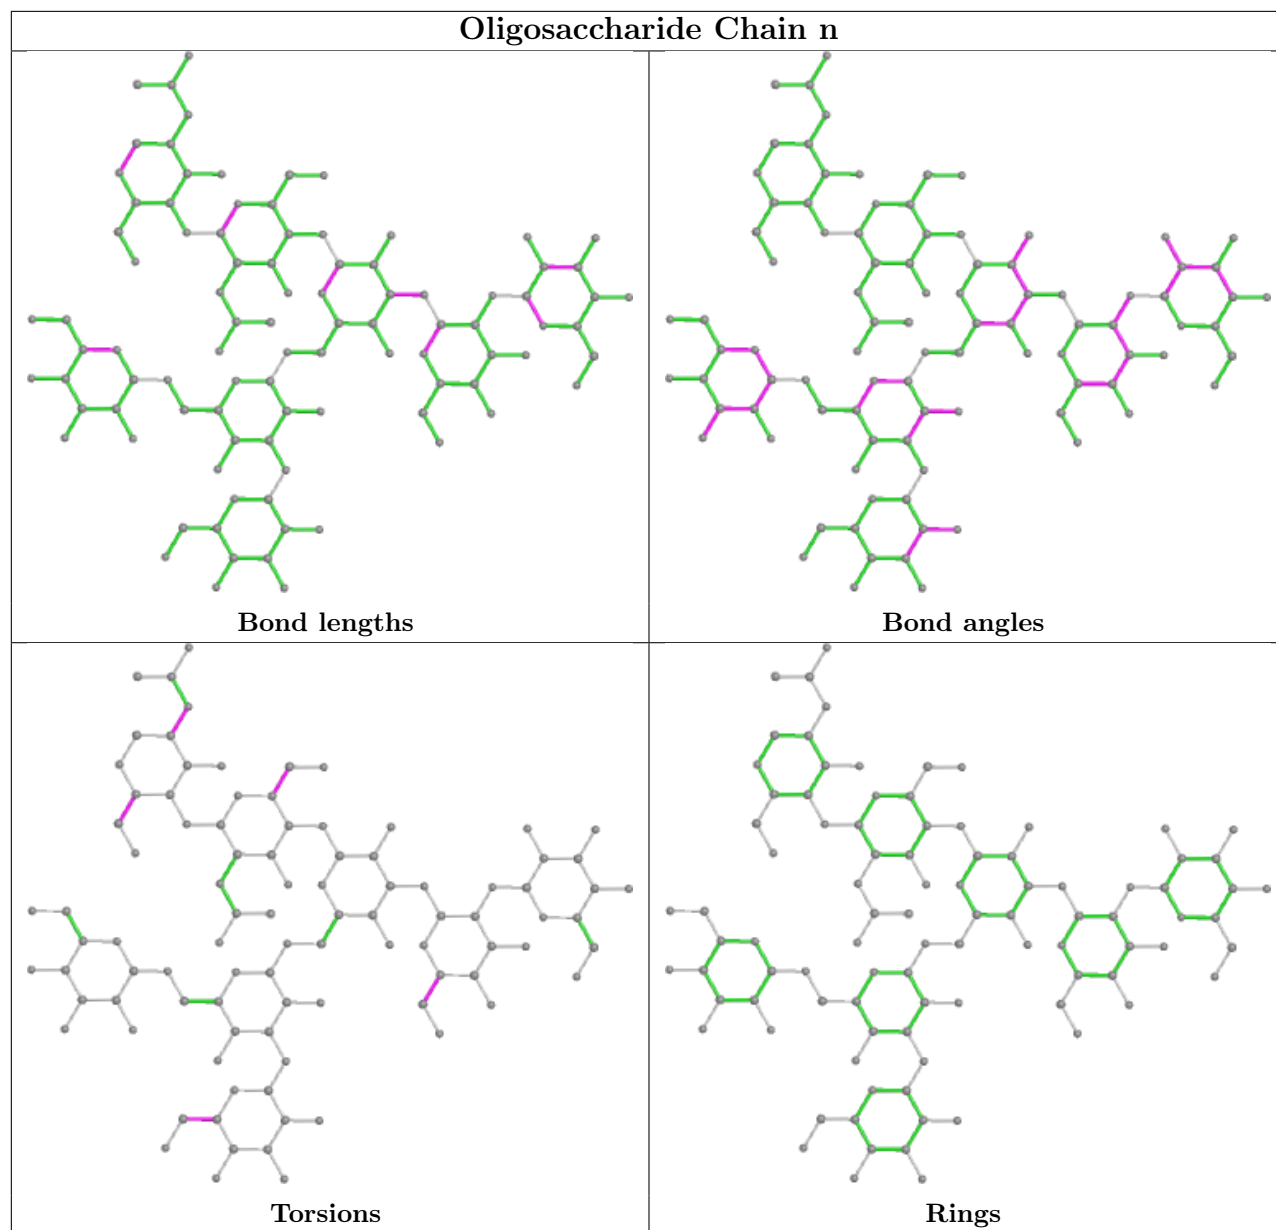 Oligosaccharide Chain n
Bond lengths
Bond angles
Torsions
Rings